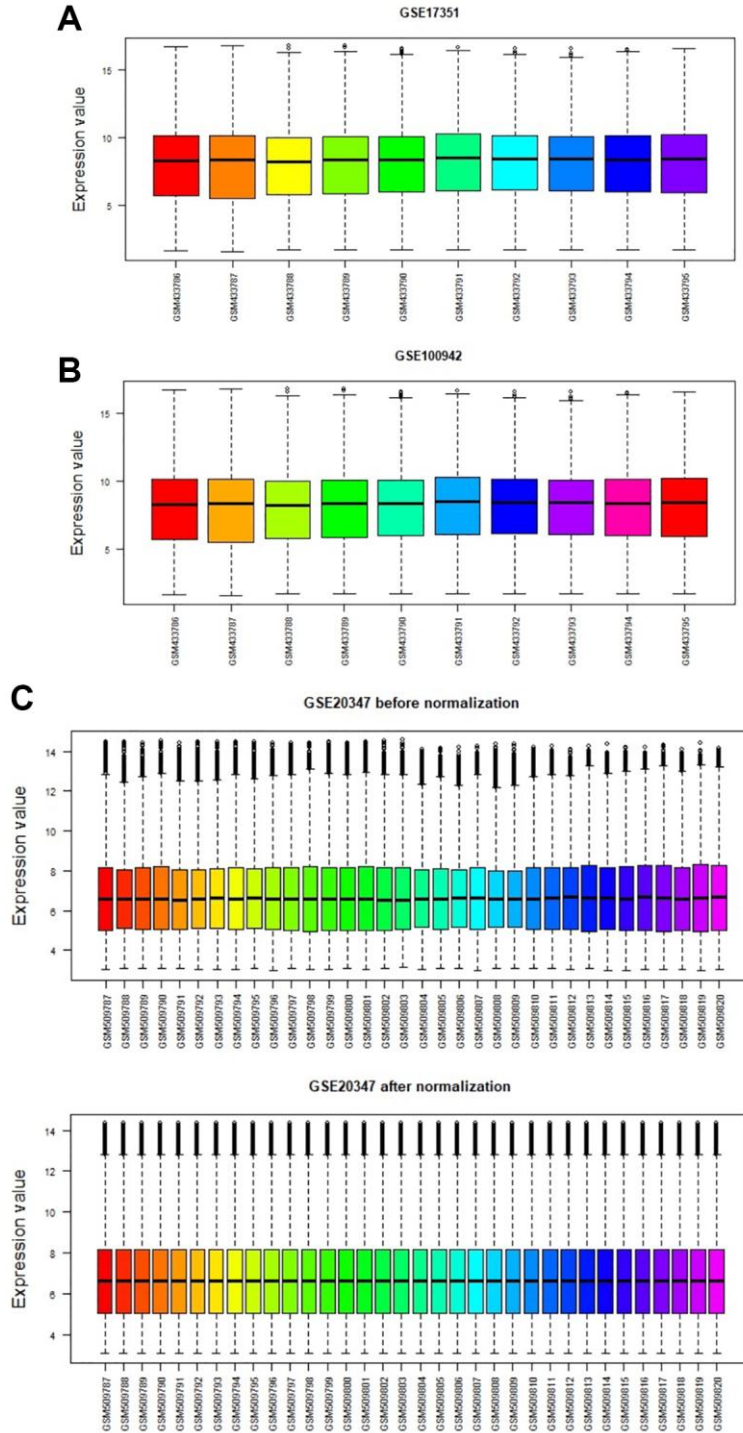 A
GSE17351
Expression value
15
10
5
GSM433786
GSM433787
GSM433788
GSM433789
GSM433790
GSM433791
GSM433792
GSM433793
GSM433794
GSM433795
B
GSE100942
Expression value
15
10
5
GSM433786
GSM433787
GSM433788
GSM433789
GSM433790
GSM433791
GSM433792
GSM433793
GSM433794
GSM433795
C
GSE20347 before normalization
Expression value
14
12
10
8
6
4
GSM509787
GSM509788
GSM509789
GSM509790
GSM509791
GSM509792
GSM509793
GSM509794
GSM509795
GSM509796
GSM509797
GSM509798
GSM509799
GSM509800
GSM509801
GSM509802
GSM509803
GSM509804
GSM509805
GSM509806
GSM509807
GSM509808
GSM509809
GSM509810
GSM509811
GSM509812
GSM509813
GSM509814
GSM509815
GSM509816
GSM509817
GSM509818
GSM509819
GSM509820
GSE20347 after normalization
Expression value
14
12
10
8
6
4
GSM509787
GSM509788
GSM509789
GSM509790
GSM509791
GSM509792
GSM509793
GSM509794
GSM509795
GSM509796
GSM509797
GSM509798
GSM509799
GSM509800
GSM509801
GSM509802
GSM509803
GSM509804
GSM509805
GSM509806
GSM509807
GSM509808
GSM509809
GSM509810
GSM509811
GSM509812
GSM509813
GSM509814
GSM509815
GSM509816
GSM509817
GSM509818
GSM509819
GSM509820